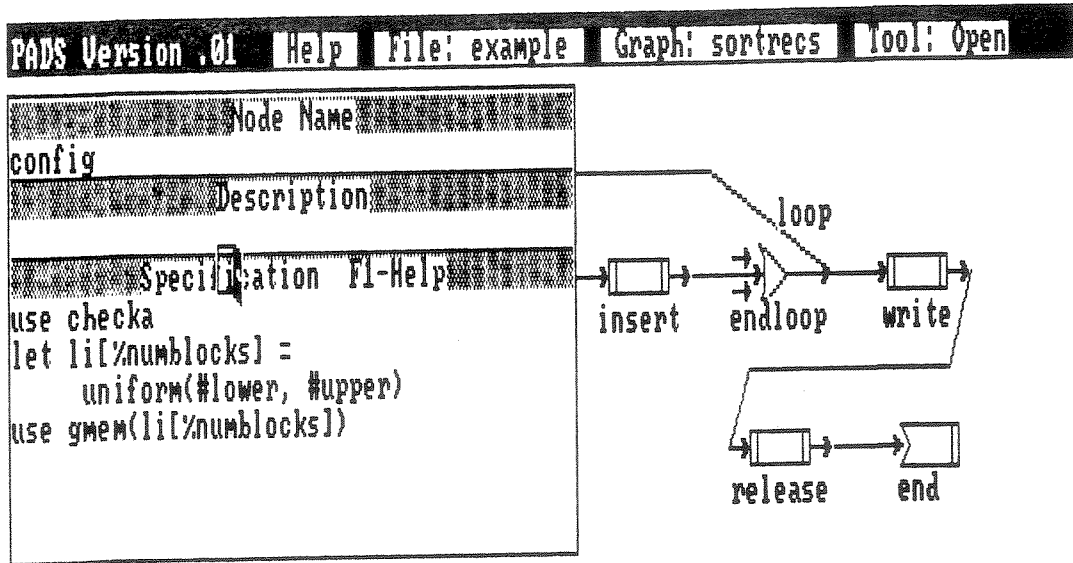 PADS Version .01 Help File: example Graph: sortrecs Tool: Open
Node Name
config
Description
Specification F1-Help
use checka
let li[%numblocks] =
uniform(#lower, #upper)
use gmem(li[%numblocks])
loop
insert endloop write
release end